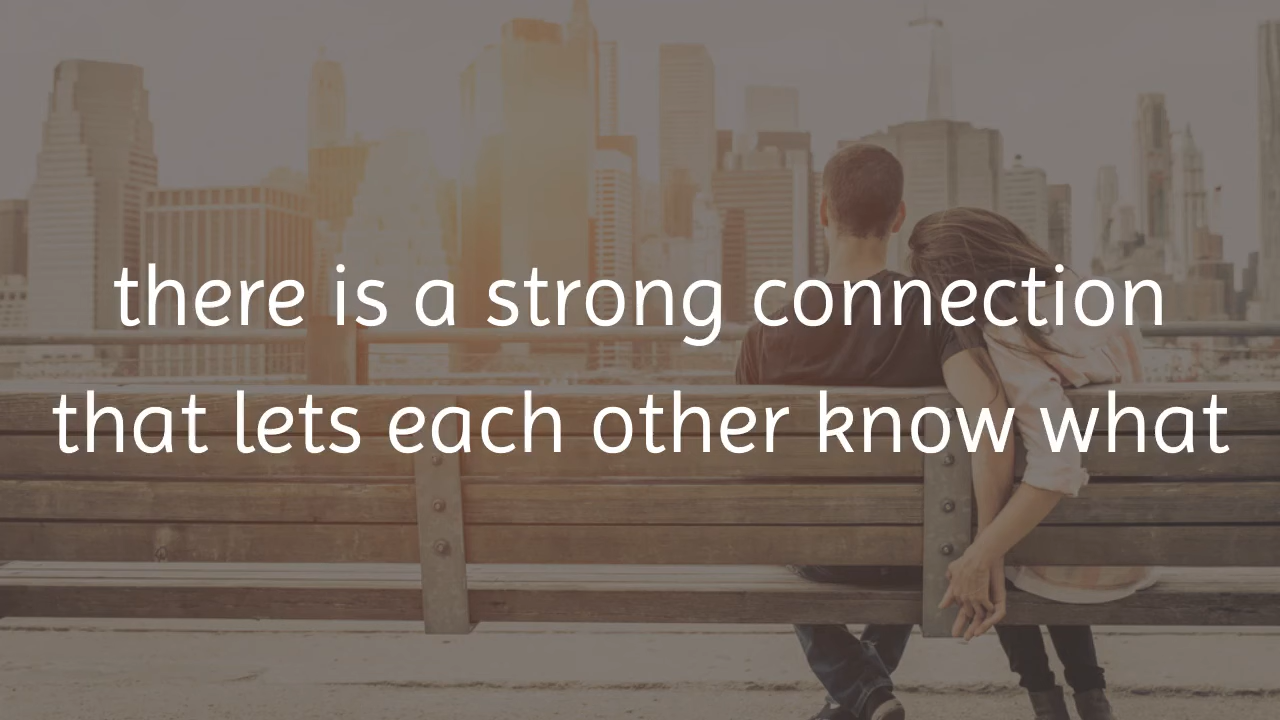 there is a strong connection
that lets each other know what